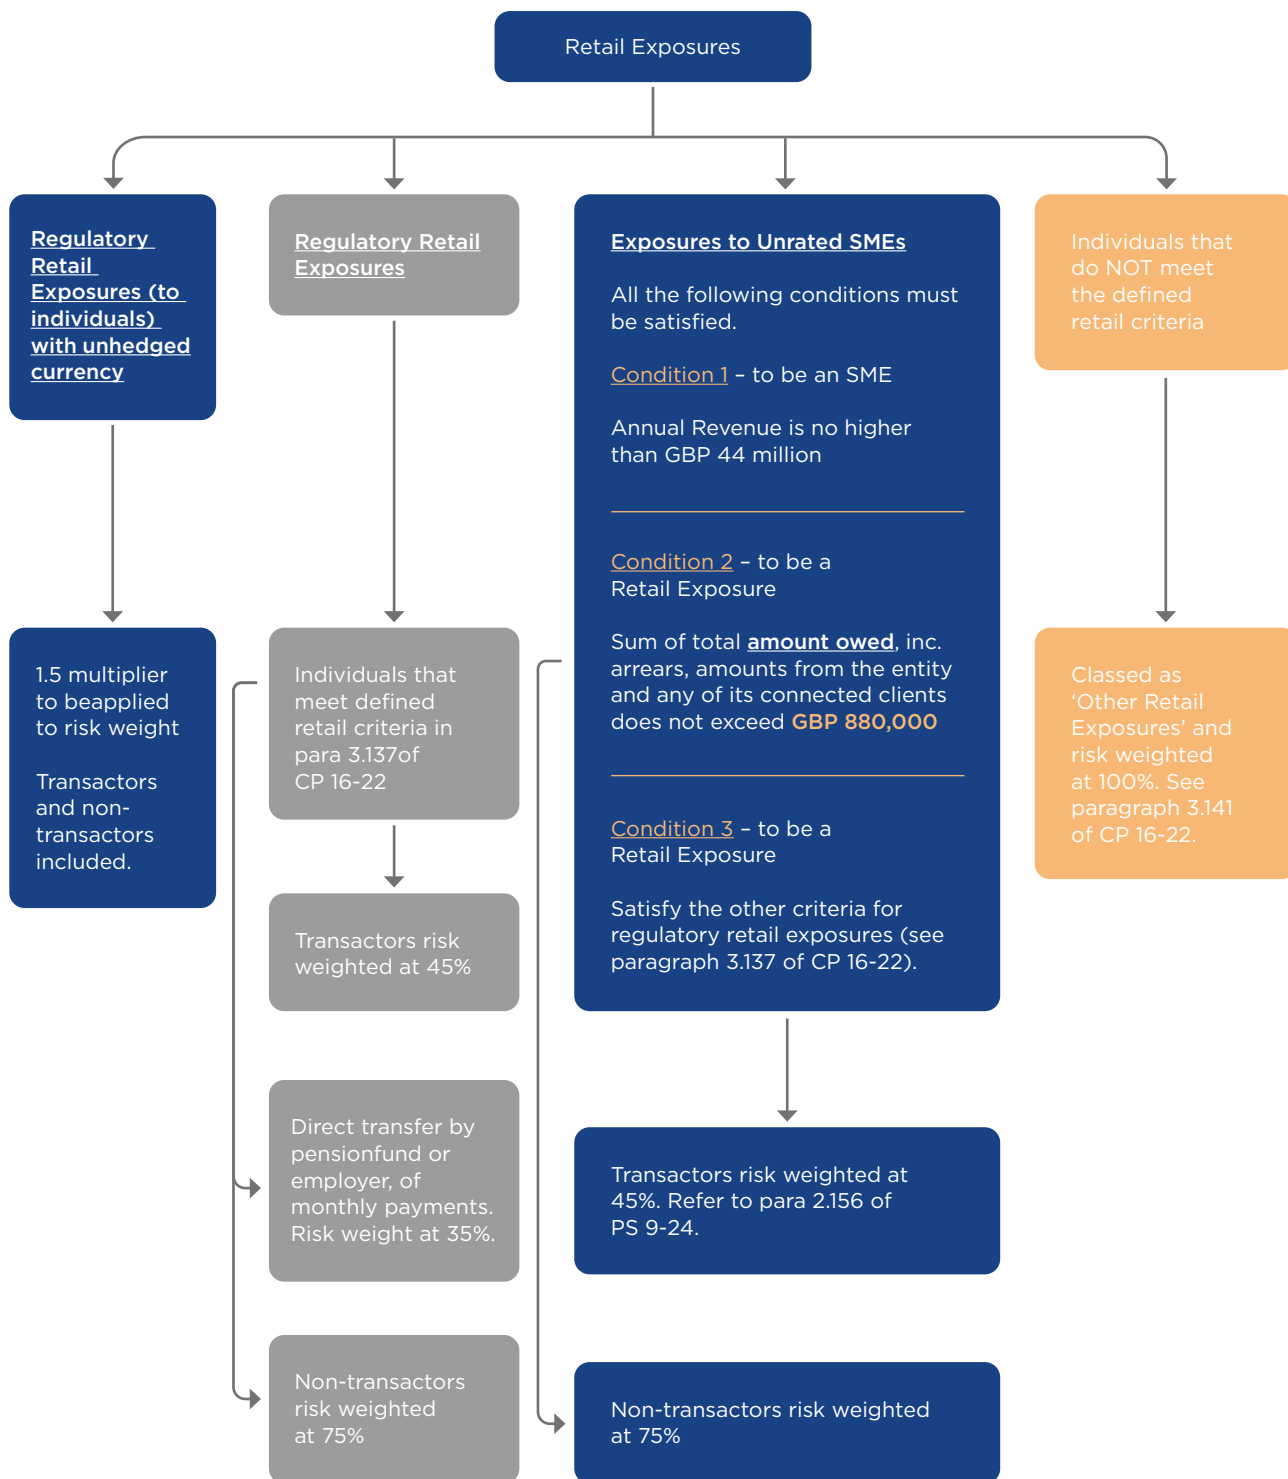 Retail Exposures
Regulatory
Retail
Exposures (to
individuals)
with unhedged
currency
1.5 multiplier
to beapplied
to risk weight
Transactors
and non-
transactors
included.
Regulatory Retail
Exposures
Individuals that
meet defined
retail criteria in
para 3.137of
CP 16-22
Transactors risk
weighted at 45%
Direct transfer by
pensionfund or
employer, of
monthly payments.
Risk weight at 35%.
Non-transactors
risk weighted
at 75%
Exposures to Unrated SMEs
All the following conditions must
be satisfied.
Condition 1 – to be an SME
Annual Revenue is no higher
than GBP 44 million
Condition 2 – to be a
Retail Exposure
Sum of total amount owed, inc.
arrears, amounts from the entity
and any of its connected clients
does not exceed GBP 880,000
Condition 3 – to be a
Retail Exposure
Satisfy the other criteria for
regulatory retail exposures (see
paragraph 3.137 of CP 16-22).
Transactors risk weighted at
45%. Refer to para 2.156 of
PS 9-24.
Non-transactors risk weighted
at 75%
Individuals that
do NOT meet
the defined
retail criteria
Classed as
‘Other Retail
Exposures’ and
risk weighted
at 100%. See
paragraph 3.141
of CP 16-22.